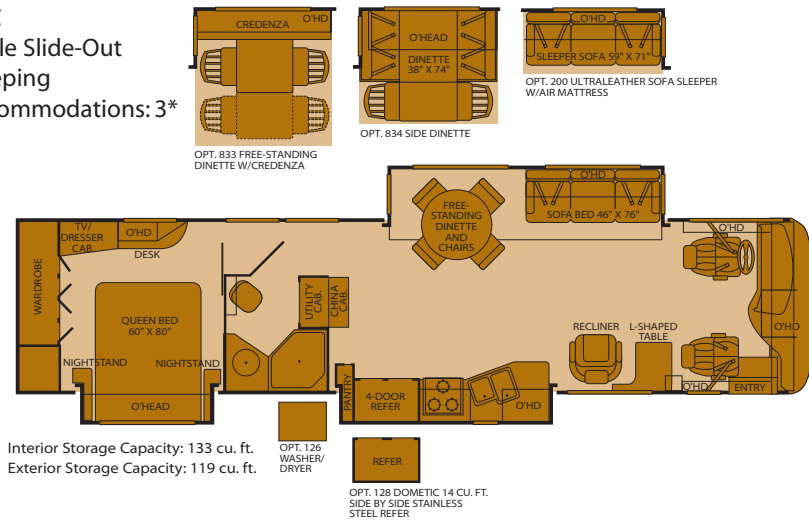 le Slide-Out
eping
ommodations: 3*
CREDENZA
O'HD
OPT. 833 FREE-STANDING
DINETTE W/CREDENZA
O'HEAD
DINETTE
38" X 74"
OPT. 834 SIDE DINETTE
O'HD
SLEEPER SOFA 59" X 71"
OPT. 200 ULTRALEATHER SOFA SLEEPER
W/AIR MATTRESS
WARDROBE
TV/
DRESSER
CAB.
O'HD
DESK
QUEEN BED
60" X 80"
NIGHTSTAND
NIGHTSTAND
O'HEAD
UTILITY
CAB.
CHINA
CAB.
FREE-
STANDING
DINETTE
AND
CHAIRS
O'HD
SOFA BED 46" X 76"
O'HD
RECLINER
L-SHAPED
TABLE
O'HD
O'HD
ENTRY
PANTRY
4-DOOR
REFER
O'HD
Interior Storage Capacity: 133 cu. ft.
Exterior Storage Capacity: 119 cu. ft.
OPT. 126
WASHER/
DRYER
REFER
OPT. 128 DOMETIC 14 CU. FT.
SIDE BY SIDE STAINLESS
STEEL REFER